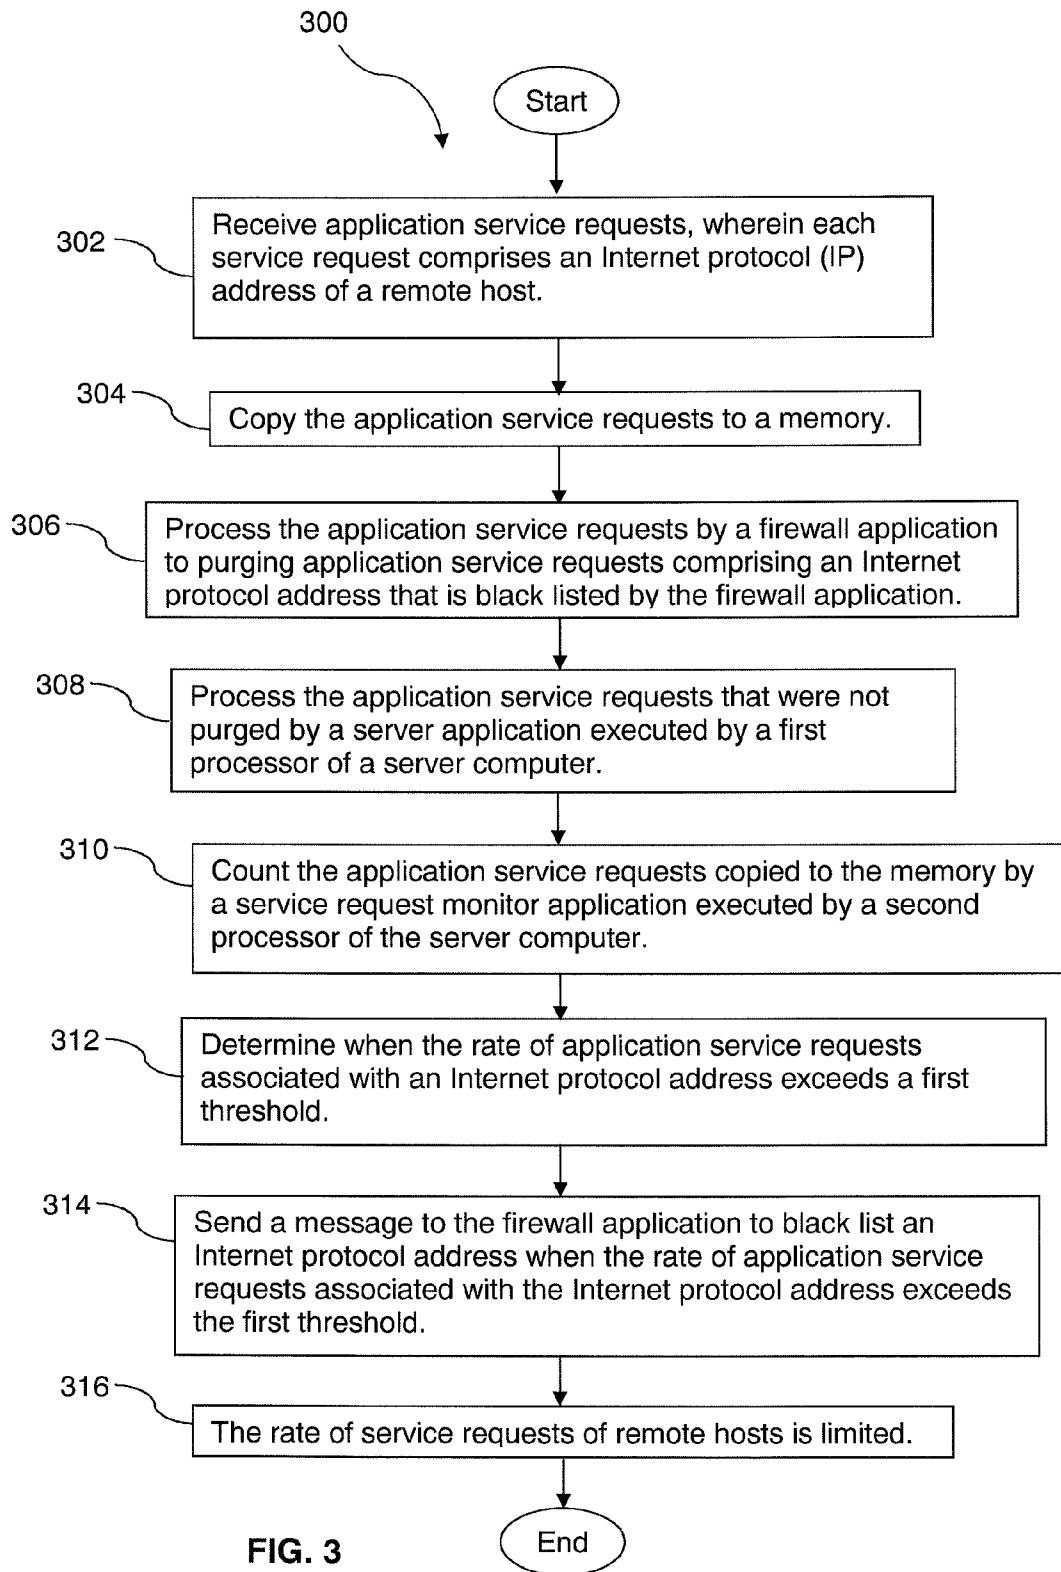 300
Start
302
Receive application service requests, wherein each
service request comprises an Internet protocol (IP)
address of a remote host.
304
Copy the application service requests to a memory.
306
Process the application service requests by a firewall application
to purging application service requests comprising an Internet
protocol address that is black listed by the firewall application.
308
Process the application service requests that were not
purged by a server application executed by a first
processor of a server computer.
310
Count the application service requests copied to the memory by
a service request monitor application executed by a second
processor of the server computer.
312
Determine when the rate of application service requests
associated with an Internet protocol address exceeds a first
threshold.
314
Send a message to the firewall application to black list an
Internet protocol address when the rate of application service
requests associated with the Internet protocol address exceeds
the first threshold.
316
The rate of service requests of remote hosts is limited.
End
FIG. 3